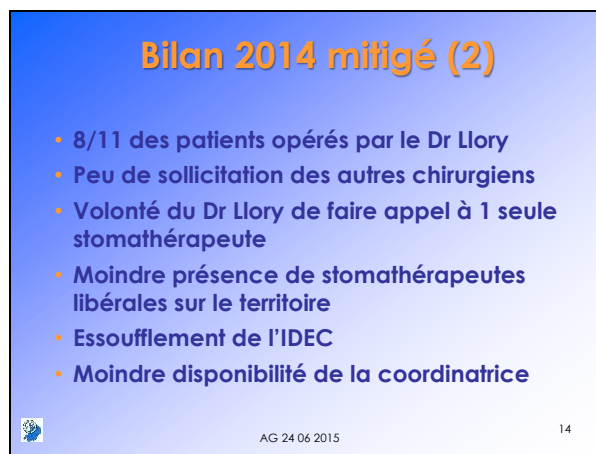 Bilan 2014 mitigé (2)
• 8/11 des patients opérés par le Dr Llory
• Peu de sollicitation des autres chirurgiens
• Volonté du Dr Llory de faire appel à 1 seule
stomathérapeute
• Moindre présence de stomathérapeutes
libérales sur le territoire
• Essoufflement de l'IDEC
• Moindre disponibilité de la coordinatrice
AG 24 06 2015
14